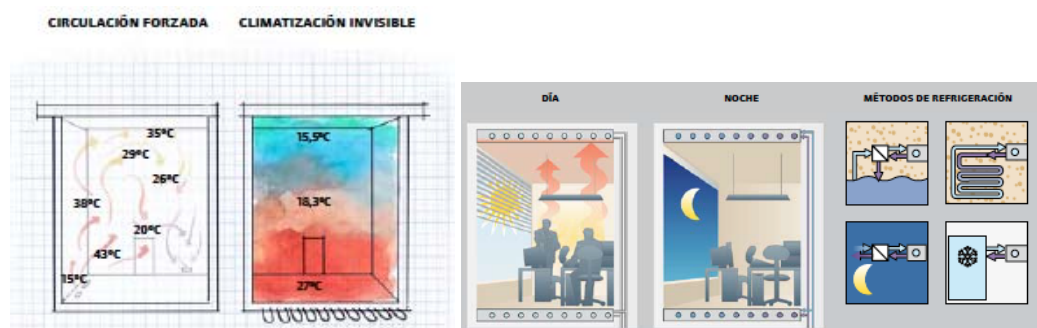 CIRCULACIÓN FORZADA
CLIMATIZACIÓN INVISIBLE
35ºC
29ºC
26ºC
38ºC
20ºC
43ºC
15ºC
15,5ºC
18,3ºC
27ºC
DÍA
NOCHE
MÉTODOS DE REFRIGERACIÓN